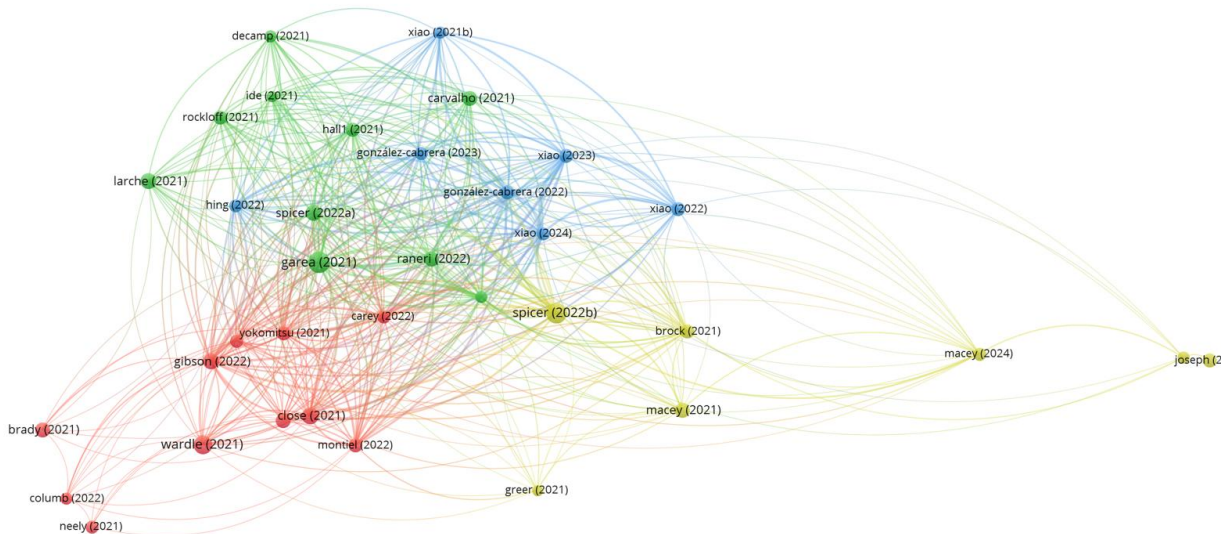 decamp (2021)
xiao (2021b)
ide (2021)
carvalho (2021)
rockloff (2021)
hall1 (2021)
gonzález-cabrera (2023)
xiao (2023)
larche (2021)
gonzález-cabrera (2022)
hing (2022)
spicer (2022a)
xiao (2022)
xiao (2024)
garea (2021)
raneri (2022)
spicer (2022b)
carey (2022)
yokomitsu (2021)
brock (2021)
gibson (2022)
macey (2024)
joseph (2
close (2021)
macey (2021)
brady (2021)
wardle (2021)
montiel (2022)
greer (2021)
columb (2022)
neely (2021)